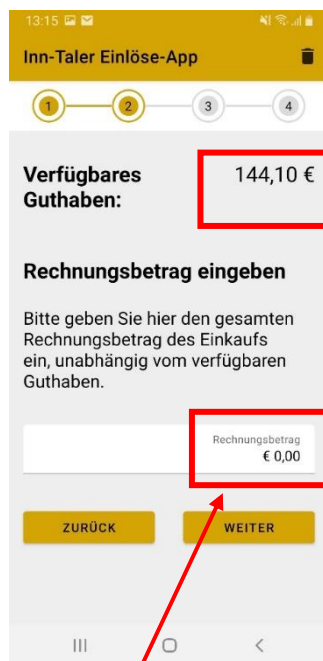 13:15
Inn-Taler Einlöse-App
1 2 3 4
Verfügbares 144,10 €
Guthaben:
Rechnungsbetrag eingeben
Bitte geben Sie hier den gesamten
Rechnungsbetrag des Einkaufs
ein, unabhängig vom verfügbaren
Guthaben.
Rechnungsbetrag
€ 0,00
ZURÜCK WEITER